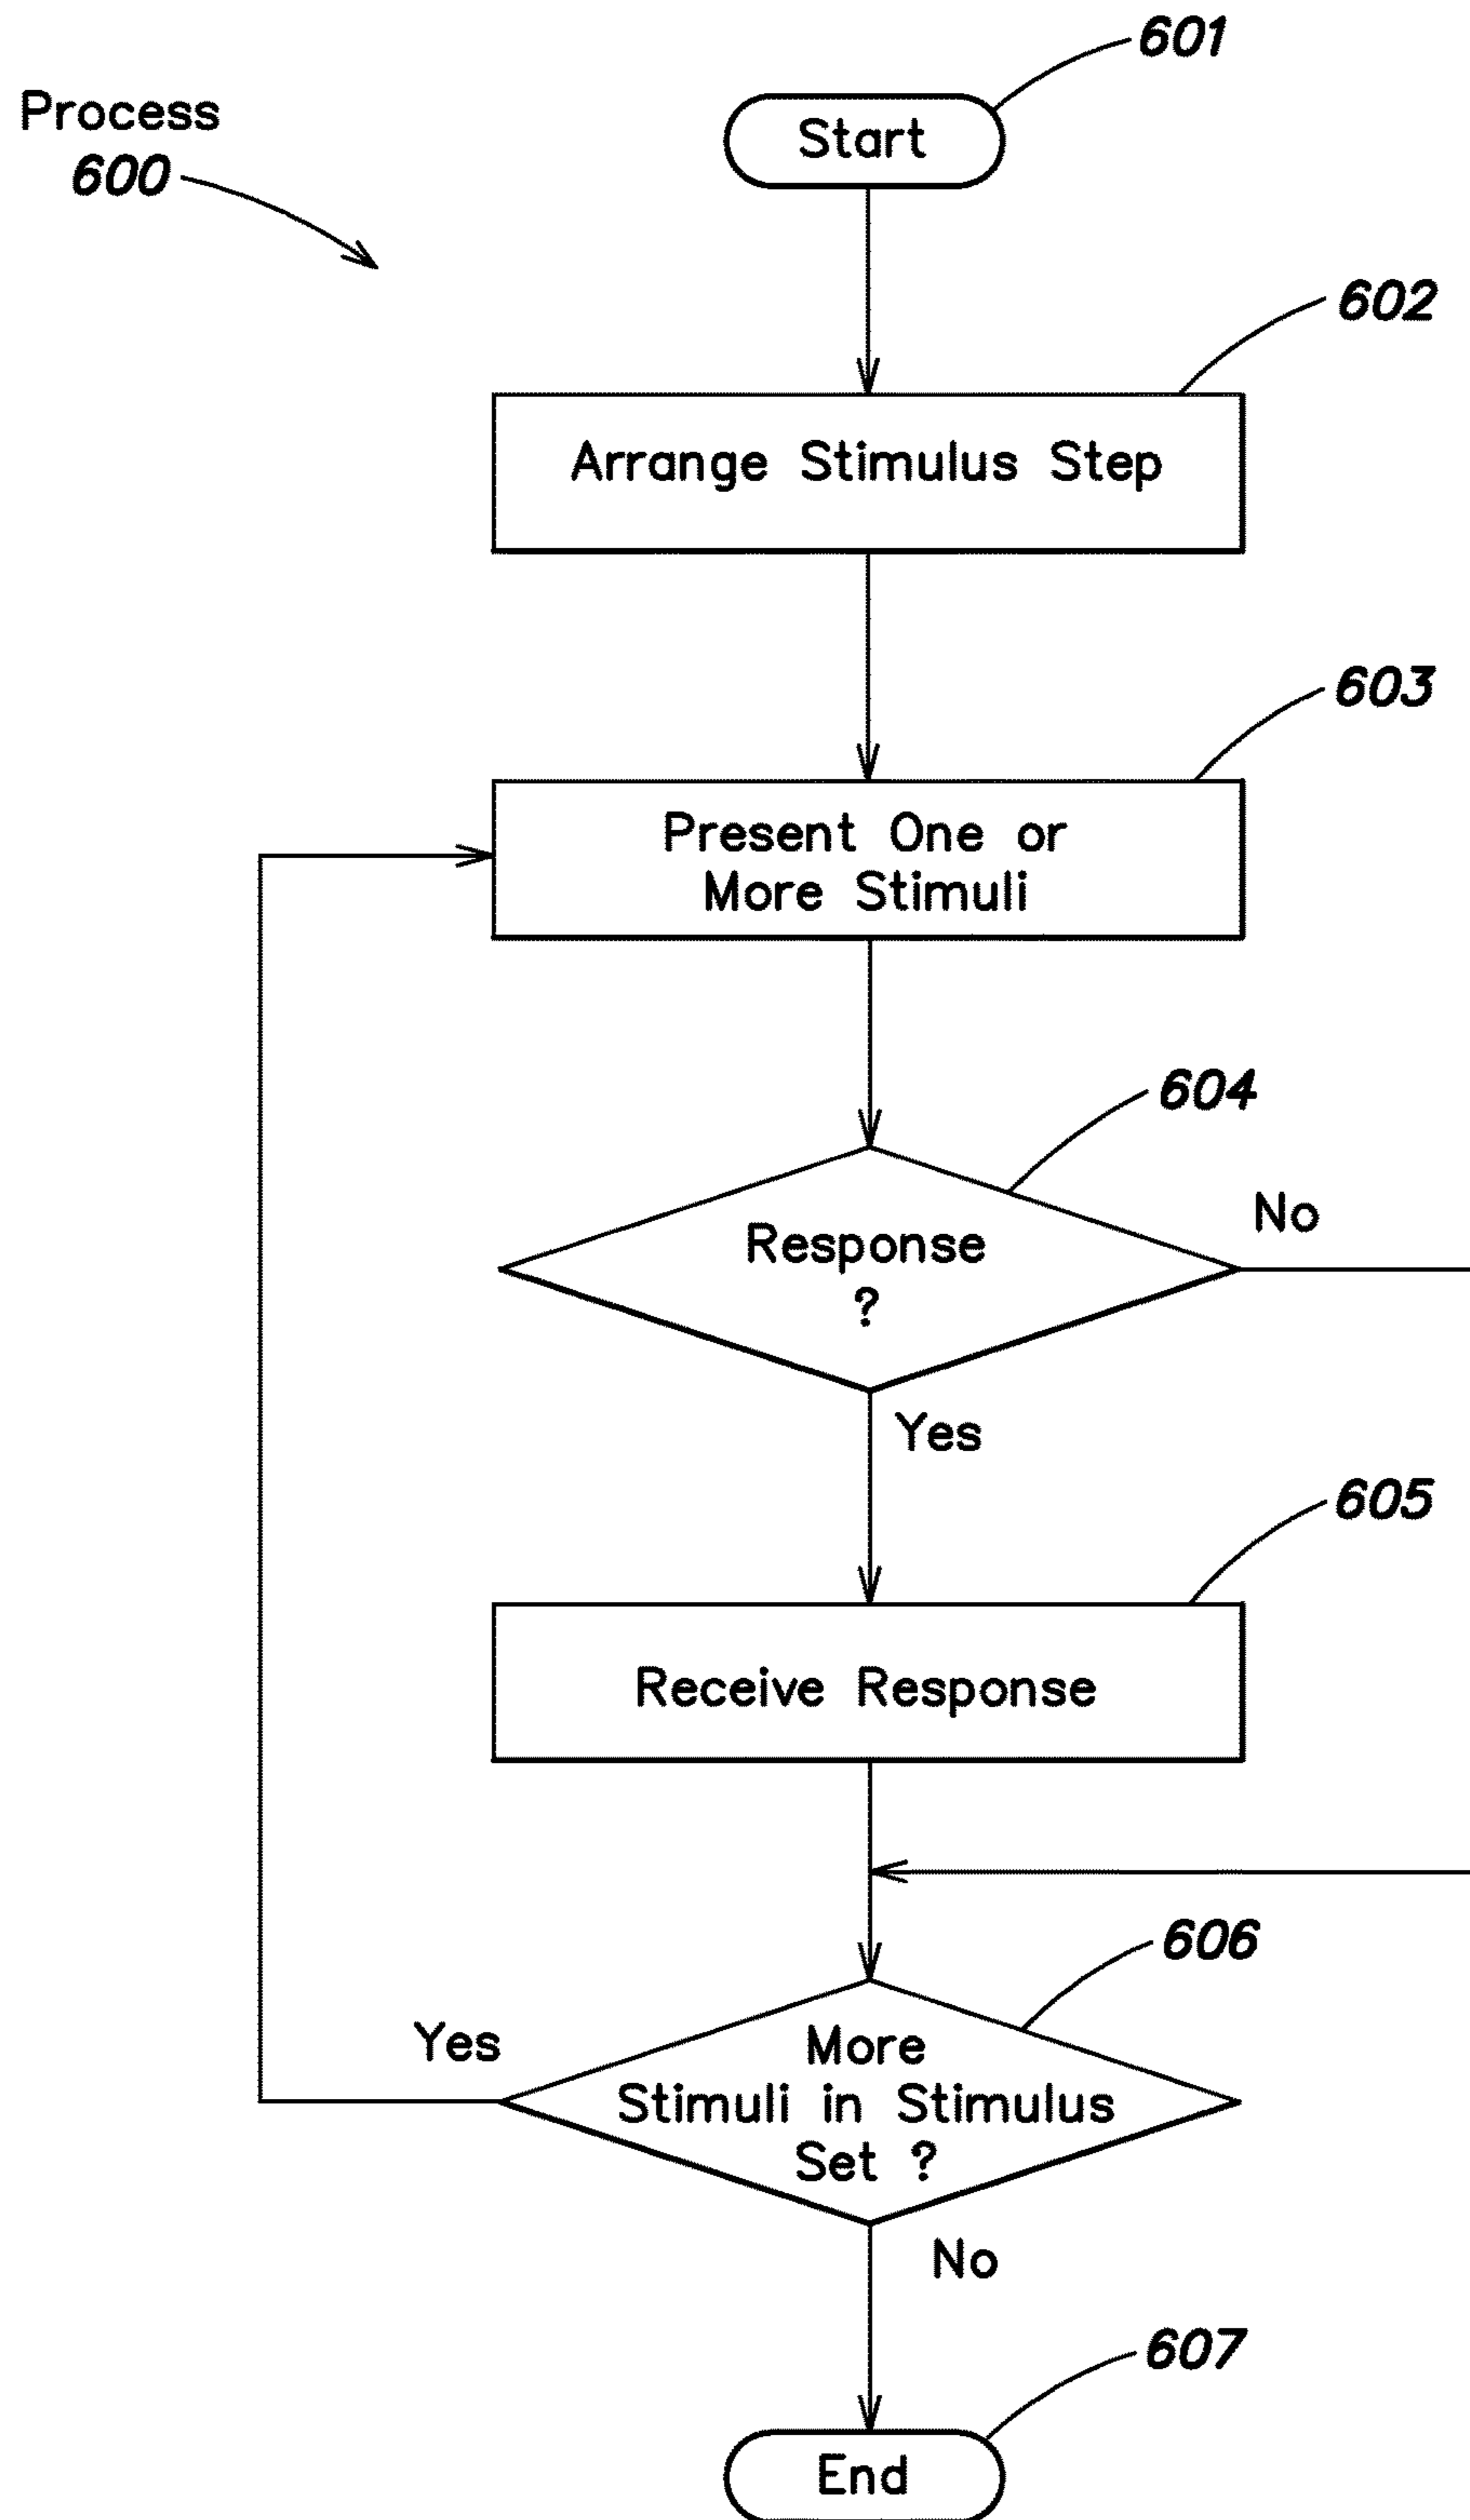 601
Process
600
Start
602
Arrange Stimulus Step
603
Present One or
More Stimuli
604
No
Response
?
Yes
605
Receive Response
606
Yes
More
Stimuli in Stimulus
Set ?
No
607
End